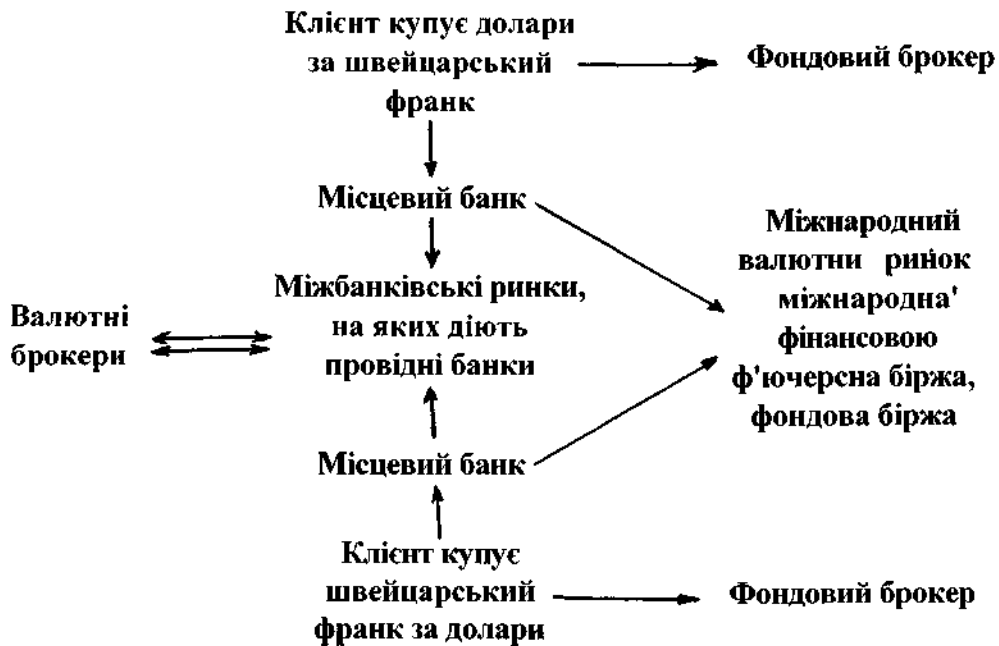 Клієнт купує долари
за швейцарський
франк
Фондовий брокер
Місцевий банк
Міжнародний
валютни ринок
міжнародна'
фінансовою
ф'ючерсна біржа,
фондова біржа
Міжбанківські ринки,
на яких діють
провідні банки
Валютні
брокери
Місцевий банк
Клієнт купує
швейцарський
франк за долари
Фондовий брокер